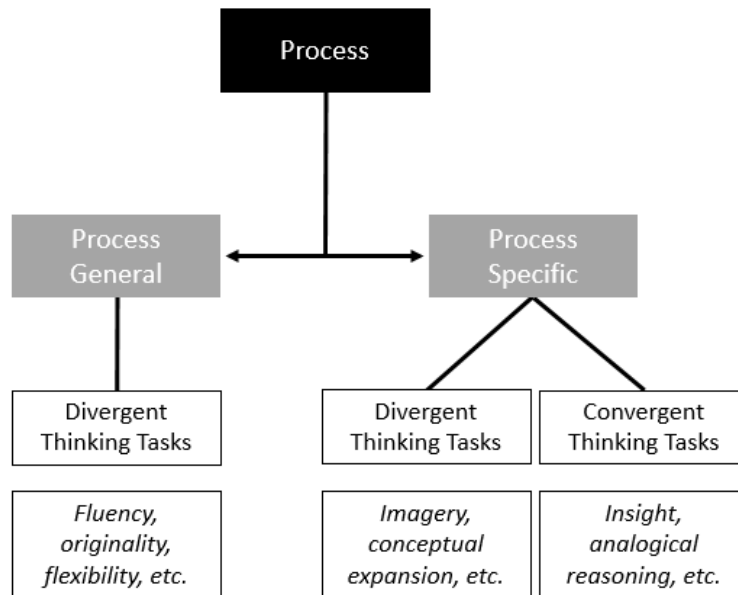 Process
Process
General
Process
Specific
Divergent
Thinking Tasks
Divergent
Thinking Tasks
Convergent
Thinking Tasks
Fluency,
originality,
flexibility, etc.
Imagery,
conceptual
expansion, etc.
Insight,
analogical
reasoning, etc.